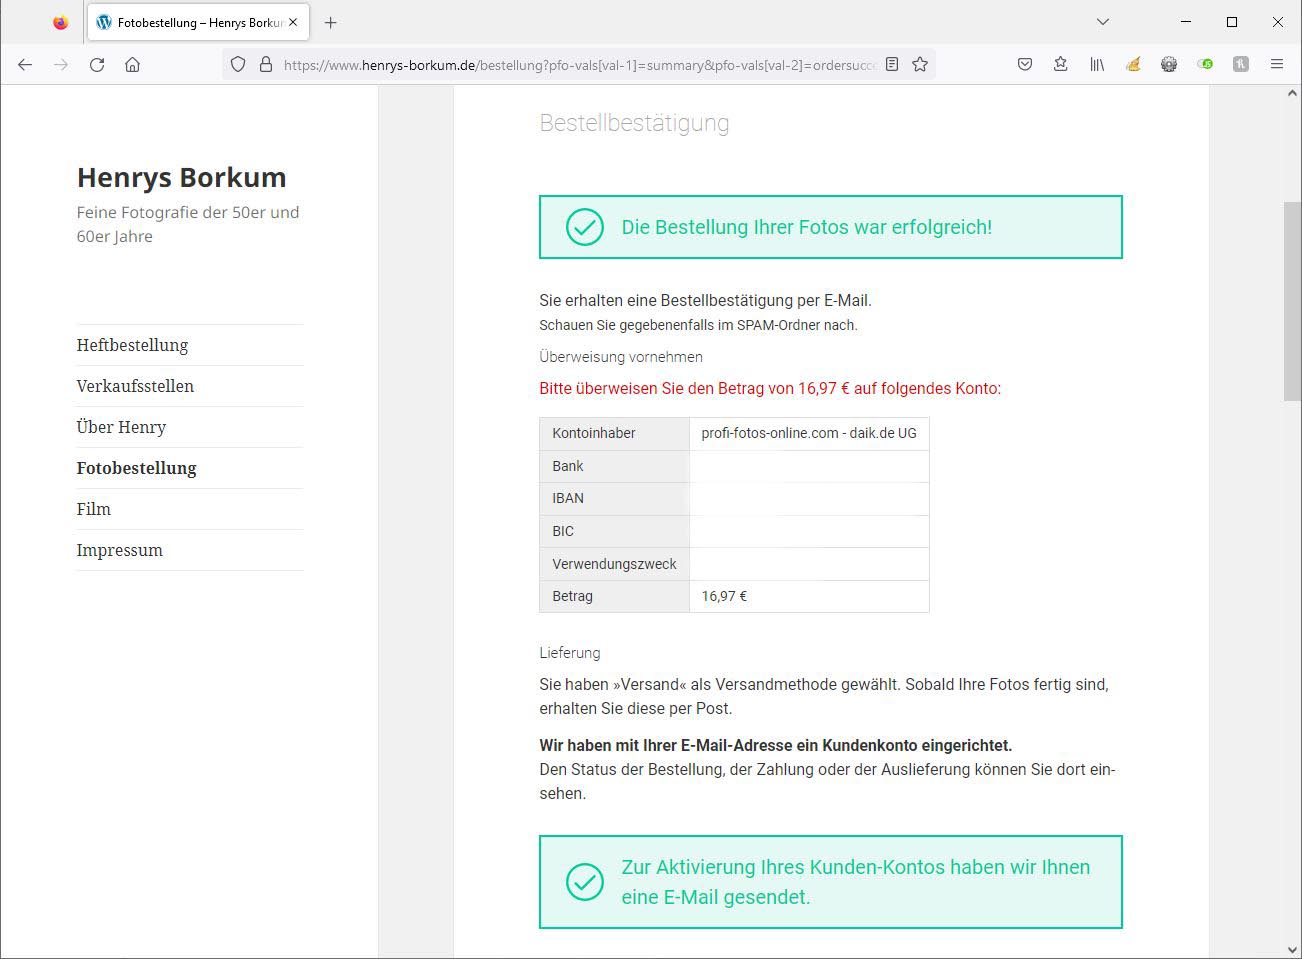 Fotobestellung – Henrys Borkum
https://www.henrys-borkum.de/bestellung?pfo-vals[val-1]=summary&pfo-vals[val-2]=ordersucc
Henrys Borkum
Feine Fotografie der 50er und
60er Jahre
Heftbestellung
Verkaufsstellen
Über Henry
Fotobestellung
Film
Impressum
Bestellbestätigung
Die Bestellung Ihrer Fotos war erfolgreich!
Sie erhalten eine Bestellbestätigung per E-Mail.
Schauen Sie gegebenenfalls im SPAM-Ordner nach.
Überweisung vornehmen
Bitte überweisen Sie den Betrag von 16,97 € auf folgendes Konto:
Kontoinhaber profi-fotos-online.com - daik.de UG
Bank
IBAN
BIC
Verwendungszweck
Betrag 16,97 €
Lieferung
Sie haben »Versand« als Versandmethode gewählt. Sobald Ihre Fotos fertig sind,
erhalten Sie diese per Post.
Wir haben mit Ihrer E-Mail-Adresse ein Kundenkonto eingerichtet.
Den Status der Bestellung, der Zahlung oder der Auslieferung können Sie dort ein-
sehen.
Zur Aktivierung Ihres Kunden-Kontos haben wir Ihnen
eine E-Mail gesendet.